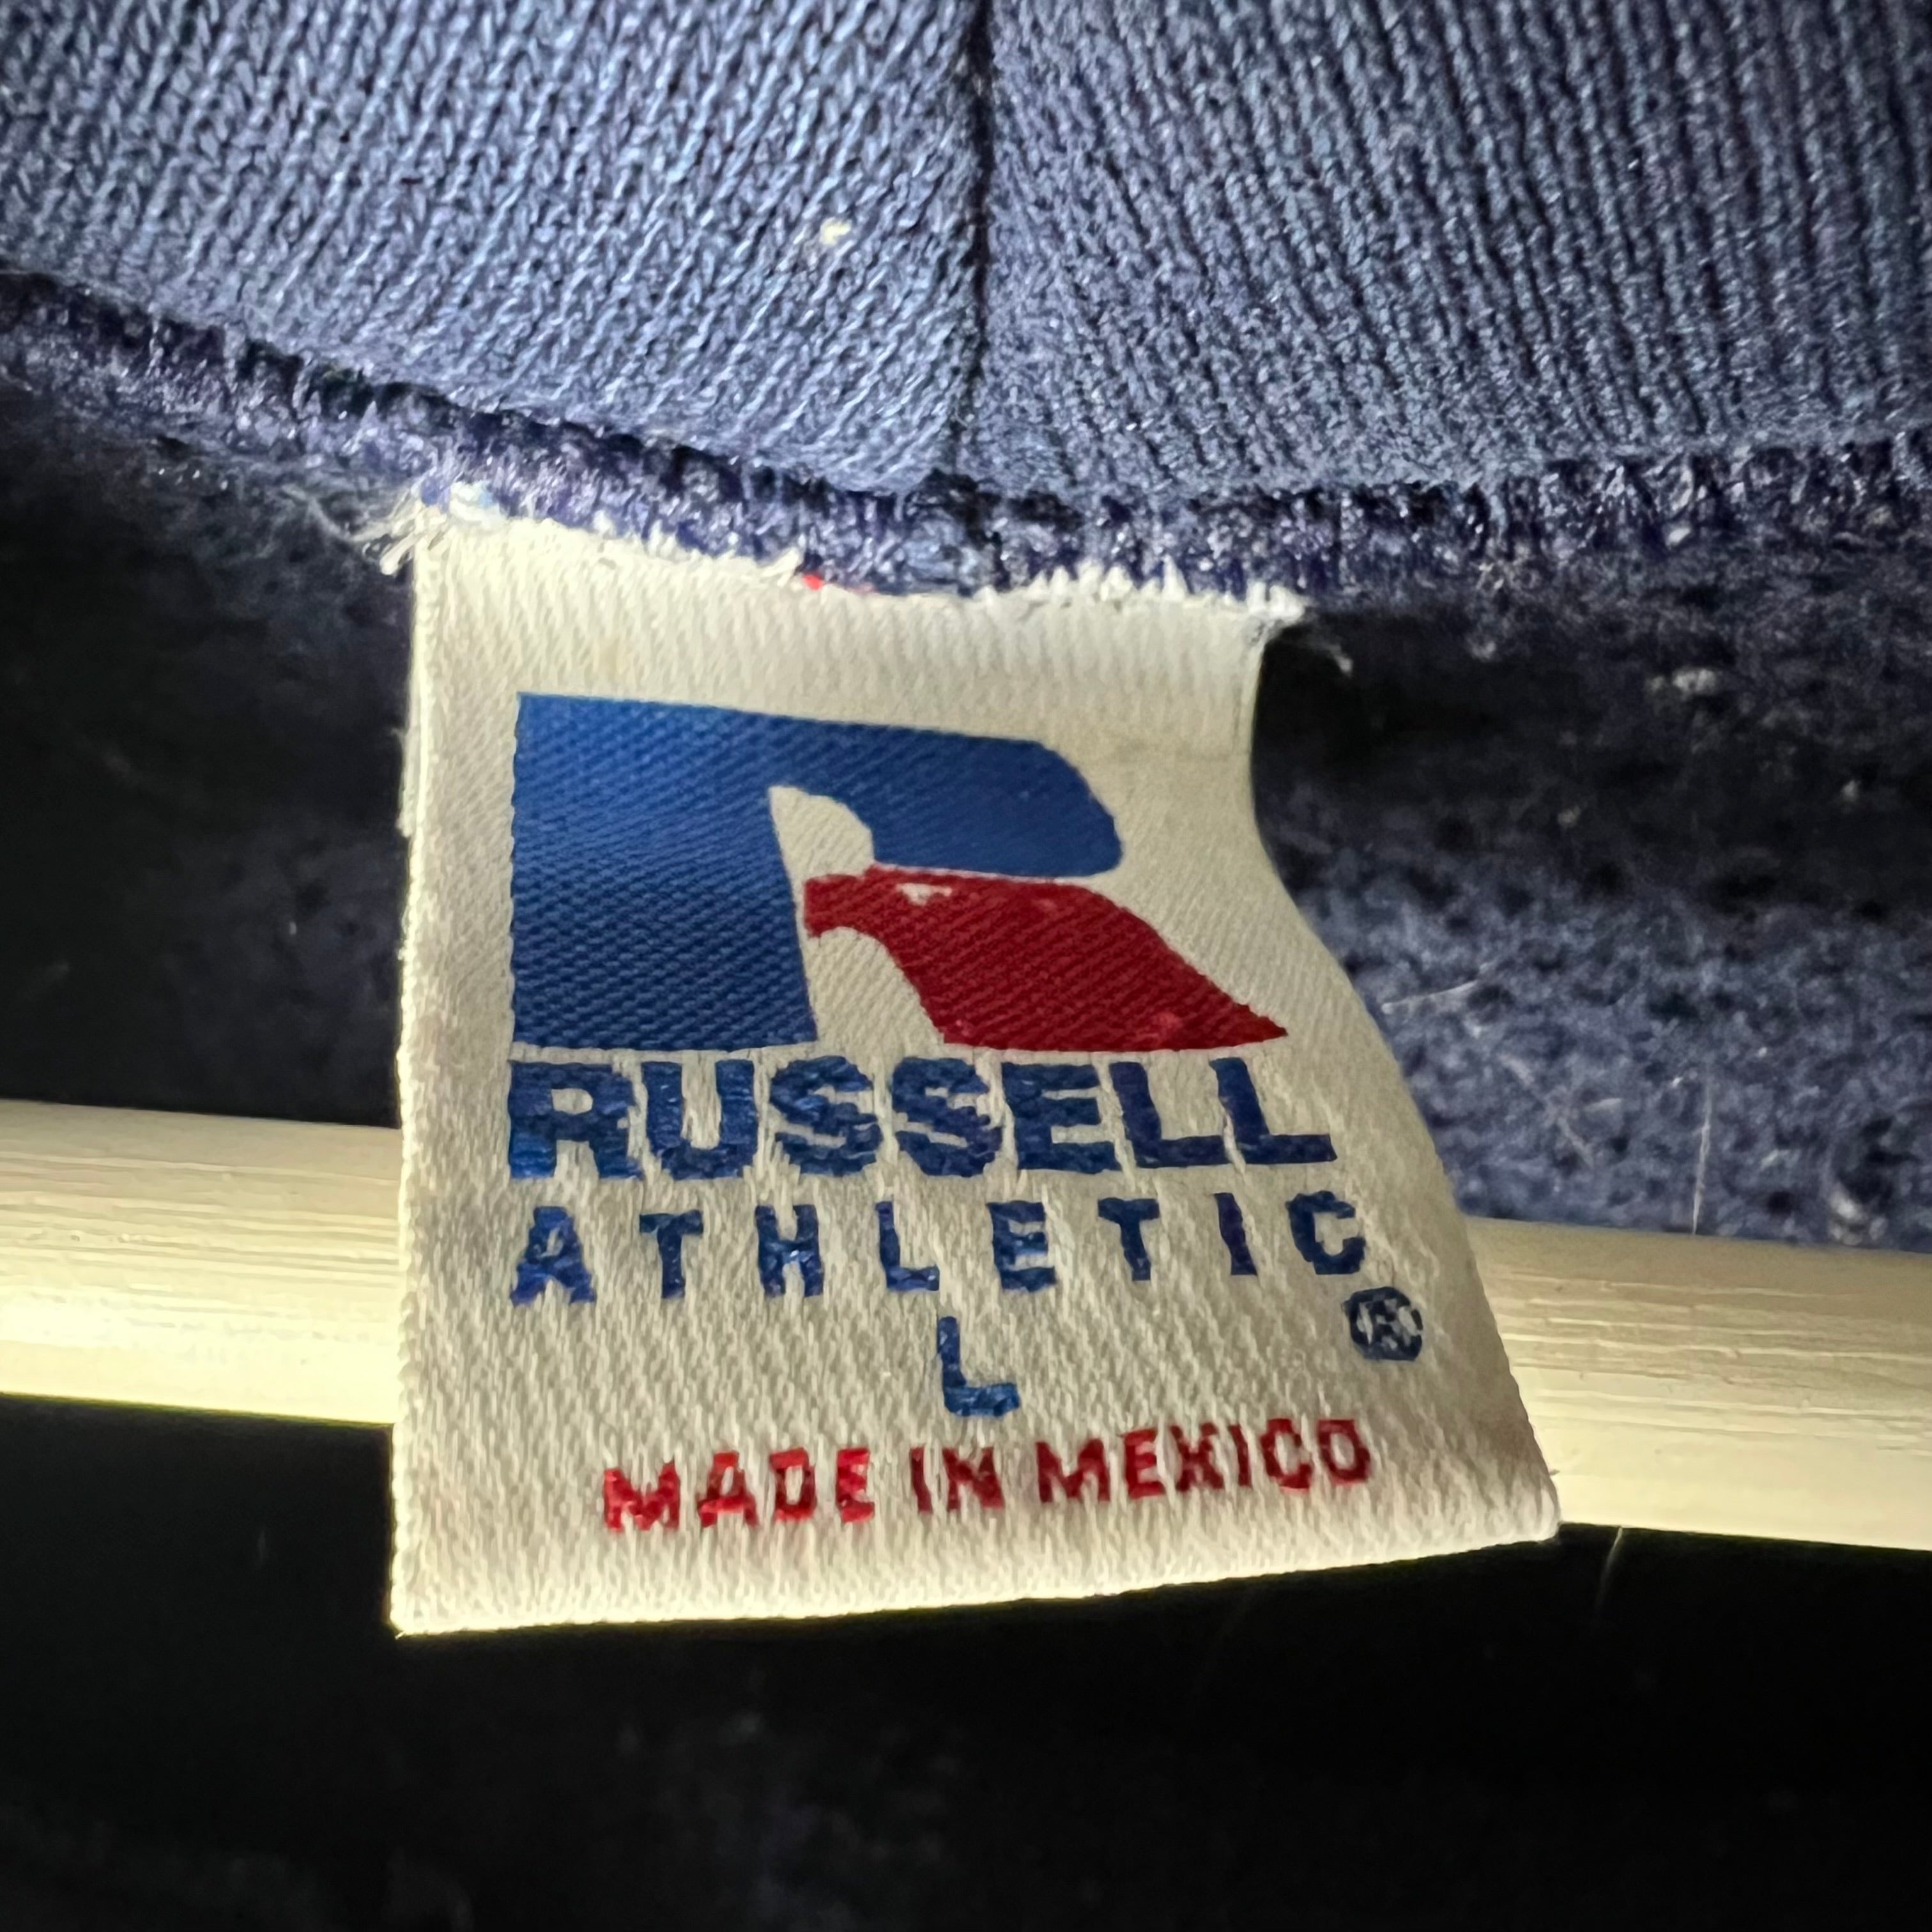 RUSSELL
ATHLETIC
®
L
MADE IN MEXICO